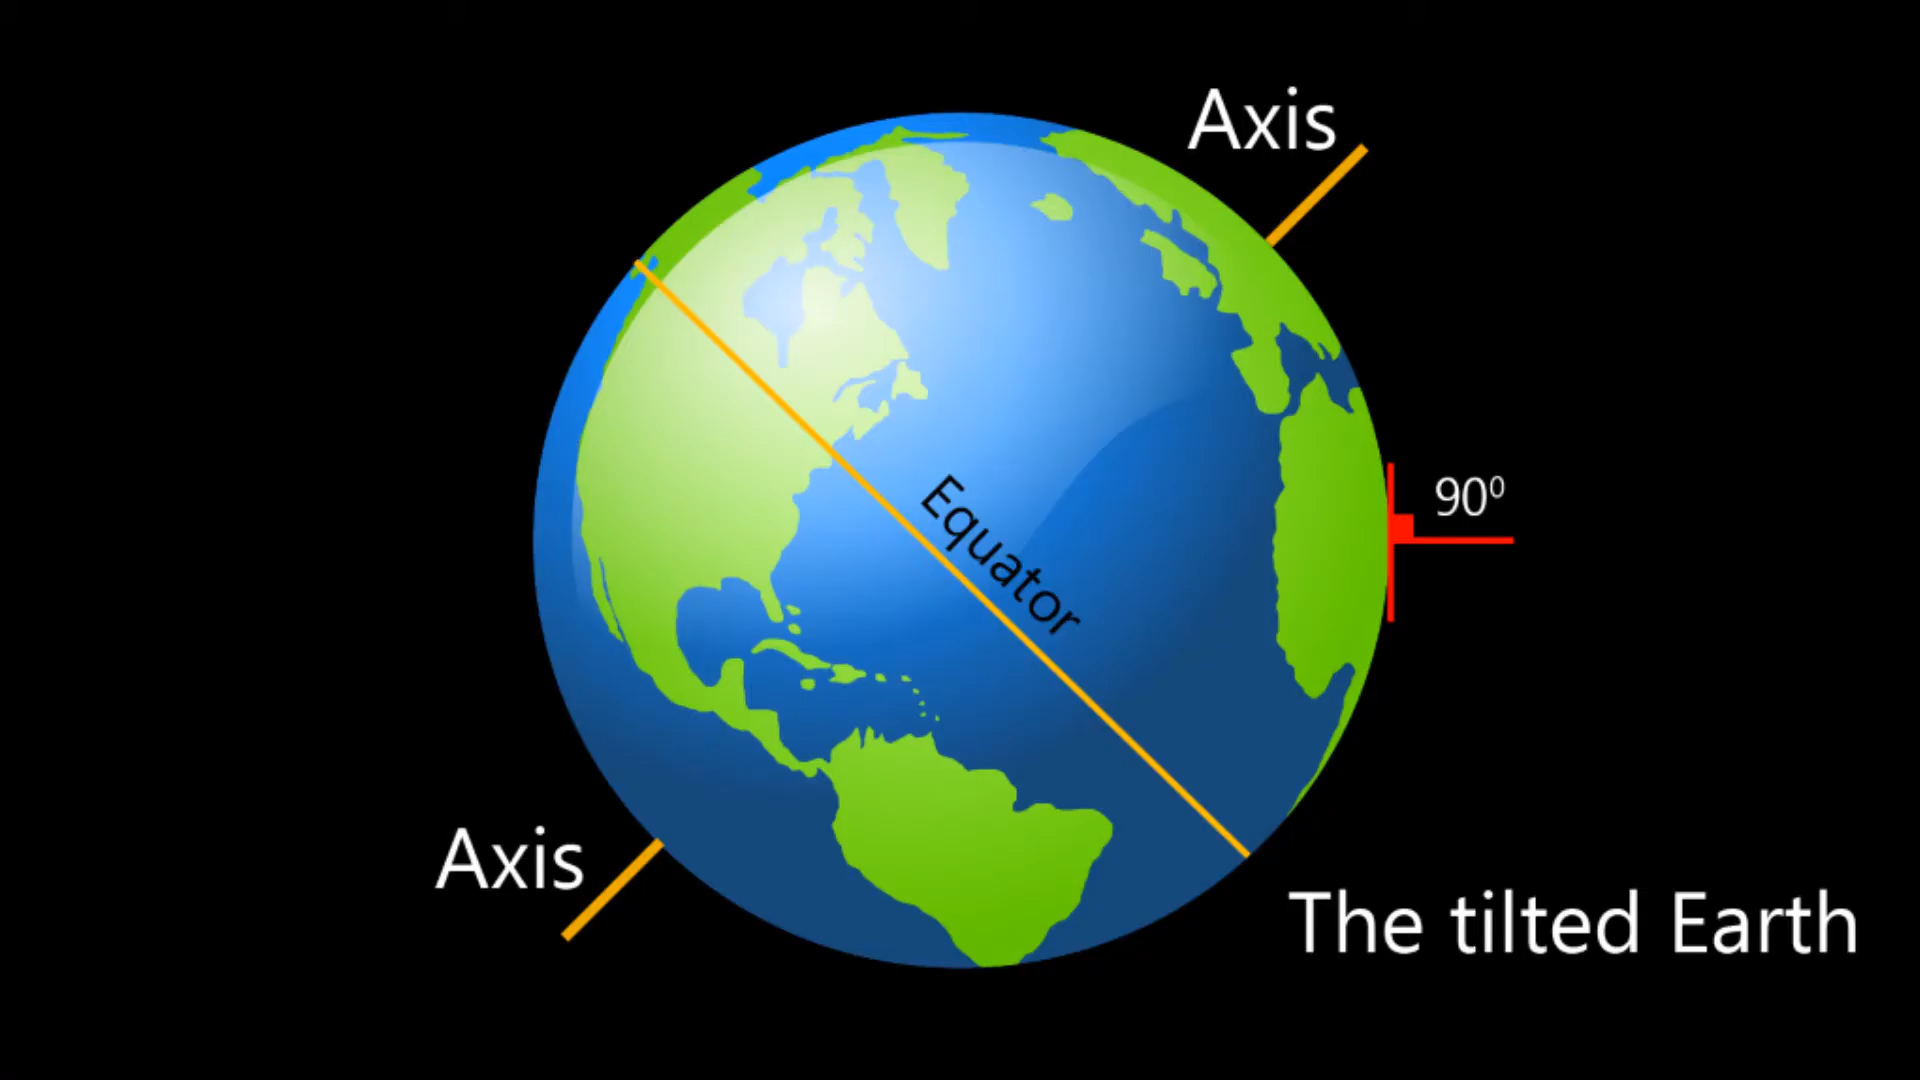 Axis
90⁰
Equator
Axis
The tilted Earth